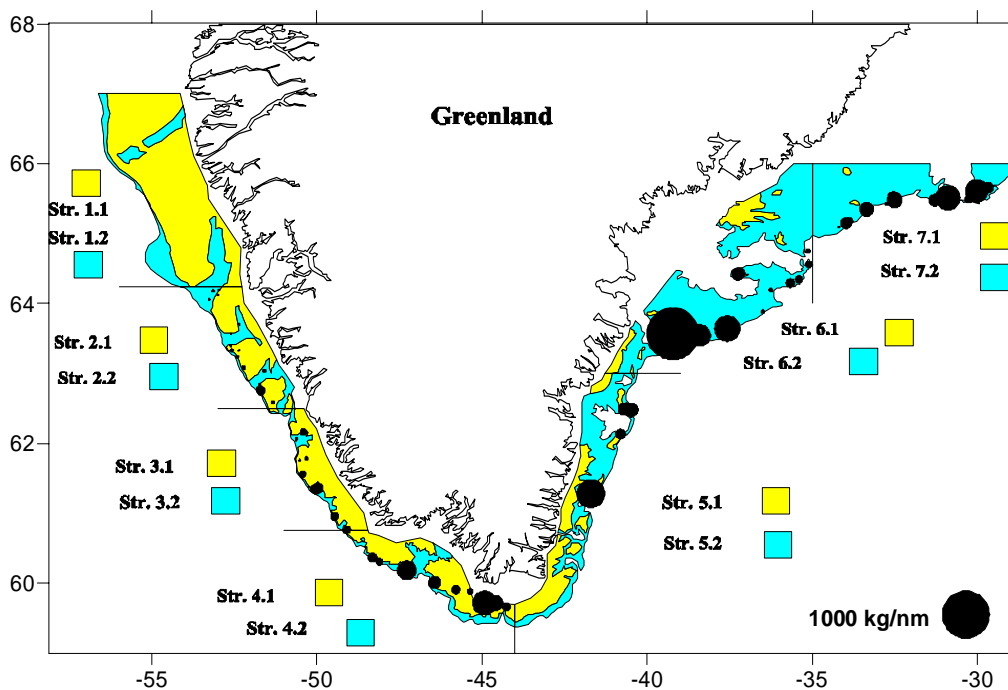 68
66
64
62
60
Greenland
Str. 1.1
Str. 1.2
Str. 2.1
Str. 2.2
Str. 3.1
Str. 3.2
Str. 4.1
Str. 4.2
Str. 5.1
Str. 5.2
Str. 6.1
Str. 6.2
Str. 7.1
Str. 7.2
1000 kg/nm
-55 -50 -45 -40 -35 -30